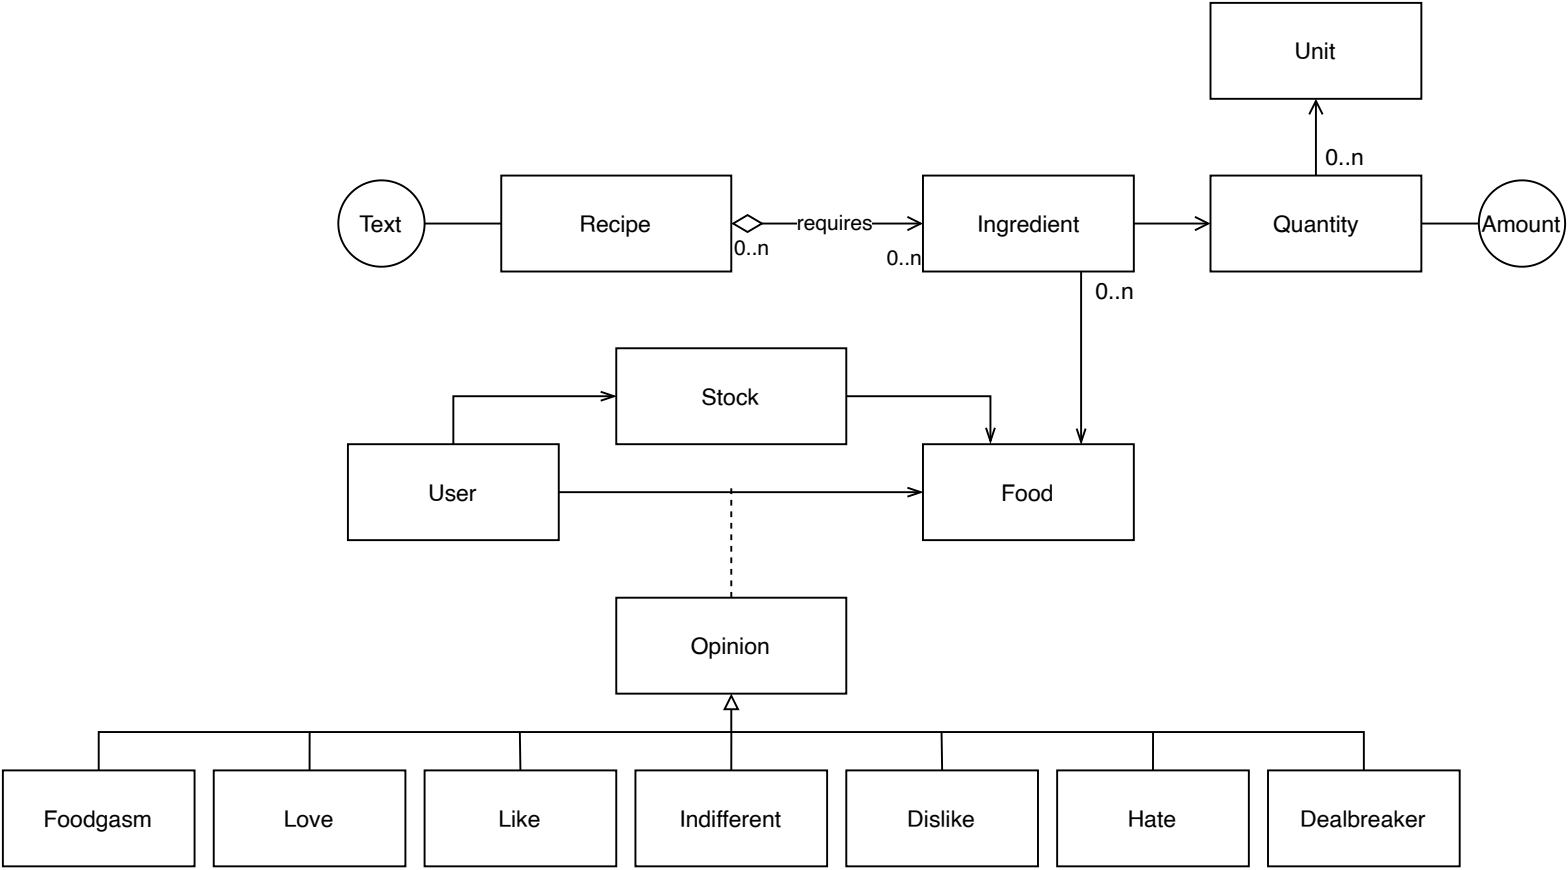 Unit
0..n
Text
Recipe
requires
Ingredient
Quantity
Amount
0..n
0..n
0..n
Stock
User
Food
Opinion
Foodgasm
Love
Like
Indifferent
Dislike
Hate
Dealbreaker